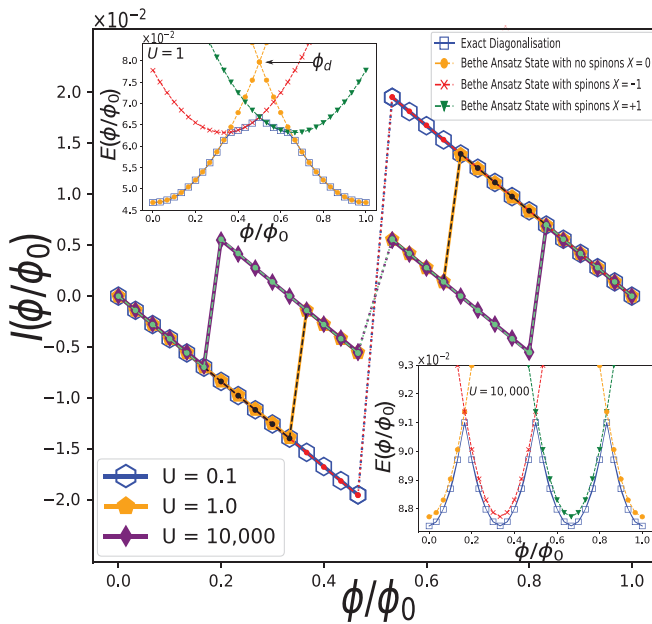 ×10⁻²
2.0
1.5
1.0
0.5
0.0
−0.5
−1.0
−1.5
−2.0
I(ϕ/ϕ₀)
0.0 0.2 0.4 0.6 0.8 1.0
ϕ/ϕ₀
×10⁻²
U = 1
ϕ_d
8.0
7.5
7.0
6.5
6.0
5.5
5.0
4.5
E(ϕ/ϕ₀)
0.0 0.2 0.4 0.6 0.8 1.0
ϕ/ϕ₀
Exact Diagonalisation
Bethe Ansatz State with no spinons X = 0
Bethe Ansatz State with spinons X = −1
Bethe Ansatz State with spinons X = +1
U = 0.1
U = 1.0
U = 10,000
×10⁻²
U = 10,000
9.3
9.2
9.1
9.0
8.9
8.8
E(ϕ/ϕ₀)
0.0 0.2 0.4 0.6 0.8 1.0
ϕ/ϕ₀